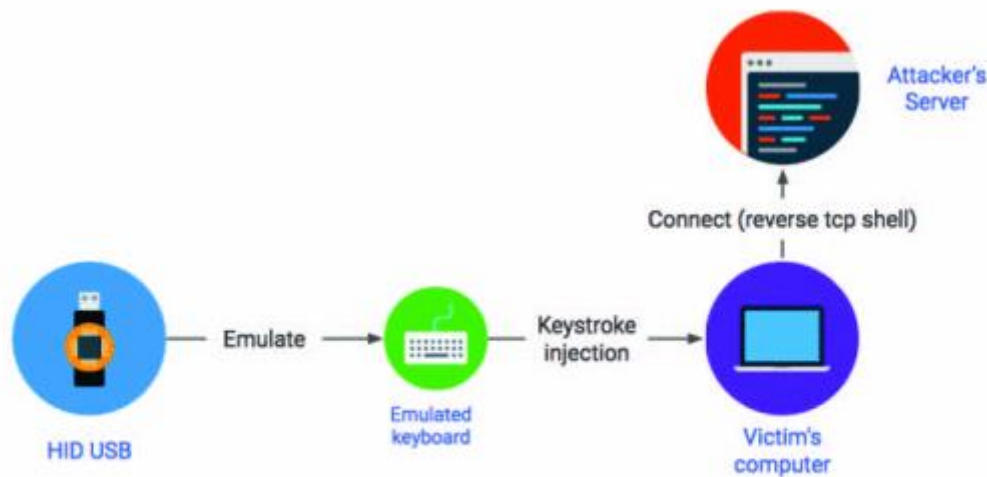 Attacker's
Server
Connect (reverse tcp shell)
Emulate
Keystroke
injection
HID USB
Emulated
keyboard
Victim's
computer